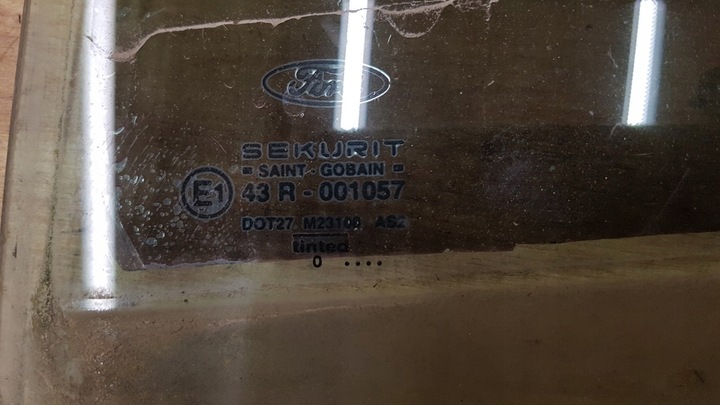 Ford
SEKURIT
SAINT-GOBAIN
E1 43 R - 001057
DOT27 M23100 AS2
tinted
0 ....